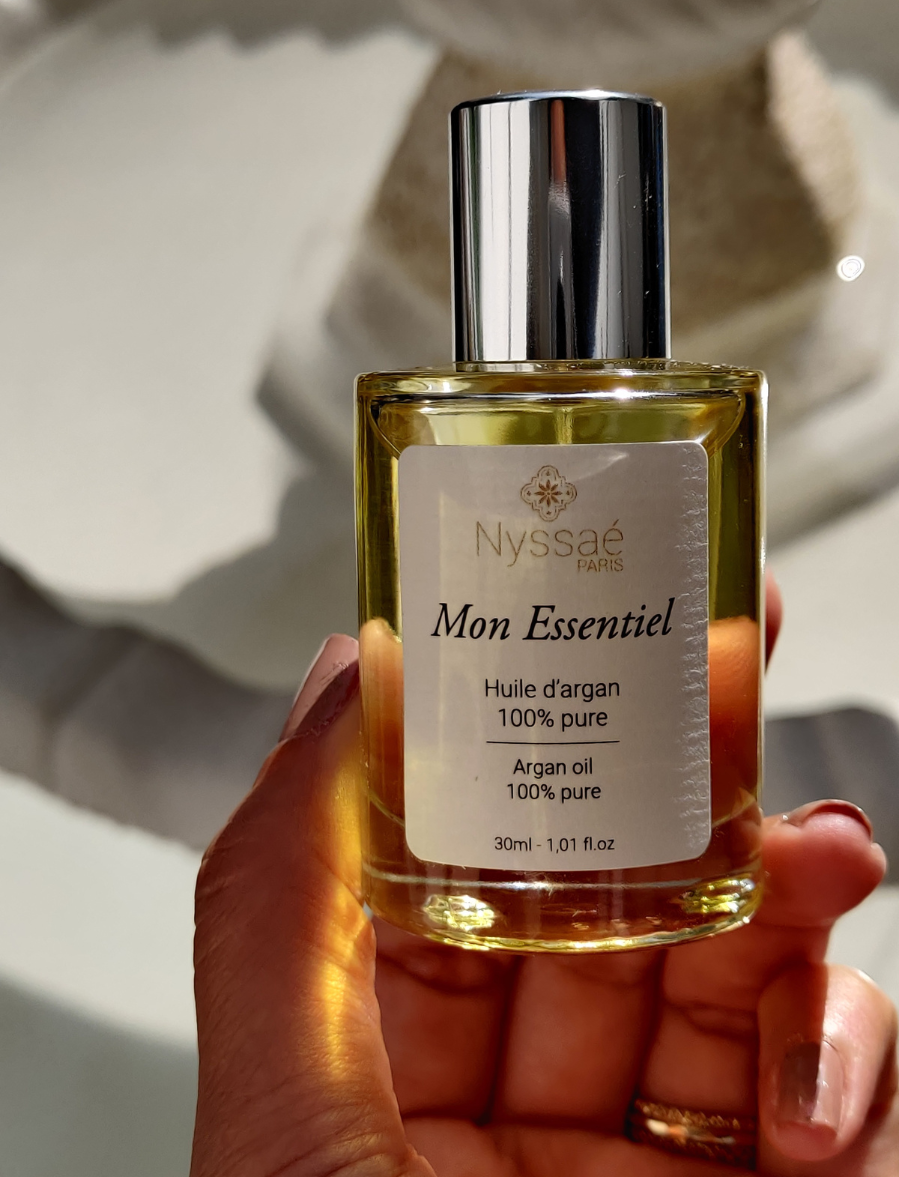 Nyssaé
PARIS
Mon Essentiel
Huile d'argan
100% pure
Argan oil
100% pure
30ml - 1,01 fl.oz